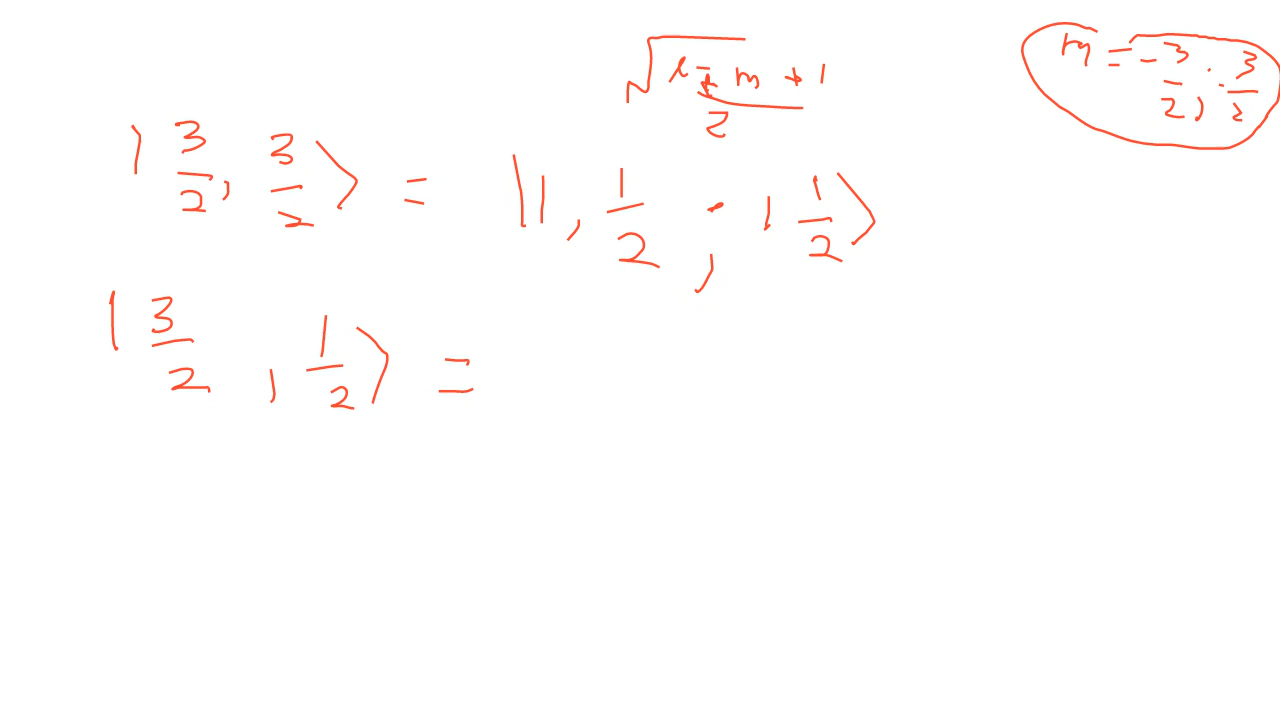 √(l ∓ m + 1)/2
m = -3/2, ·-3/2
|3/2, 3/2⟩ = |1, 1/2 ; 1 1/2⟩
|3/2, 1/2⟩ =